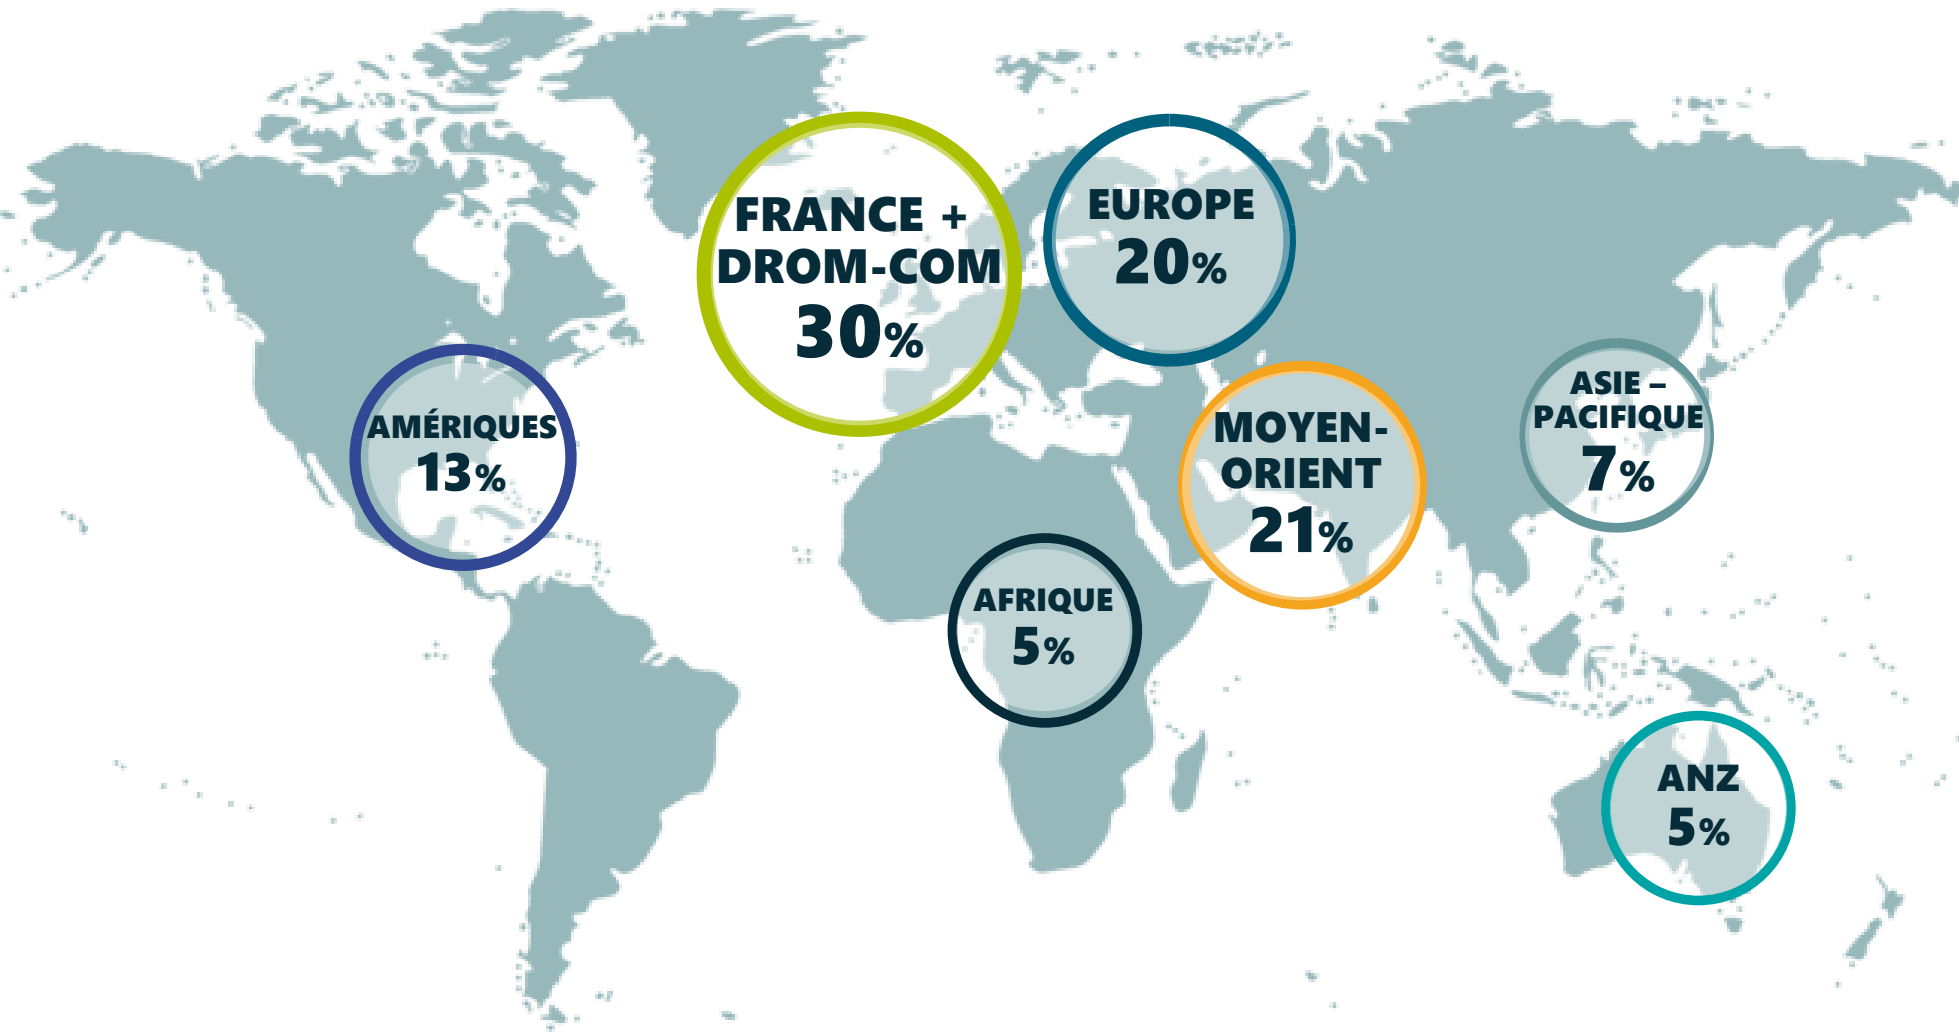 FRANCE +
DROM-COM
30%
EUROPE
20%
AMÉRIQUES
13%
MOYEN-
ORIENT
21%
ASIE –
PACIFIQUE
7%
AFRIQUE
5%
ANZ
5%